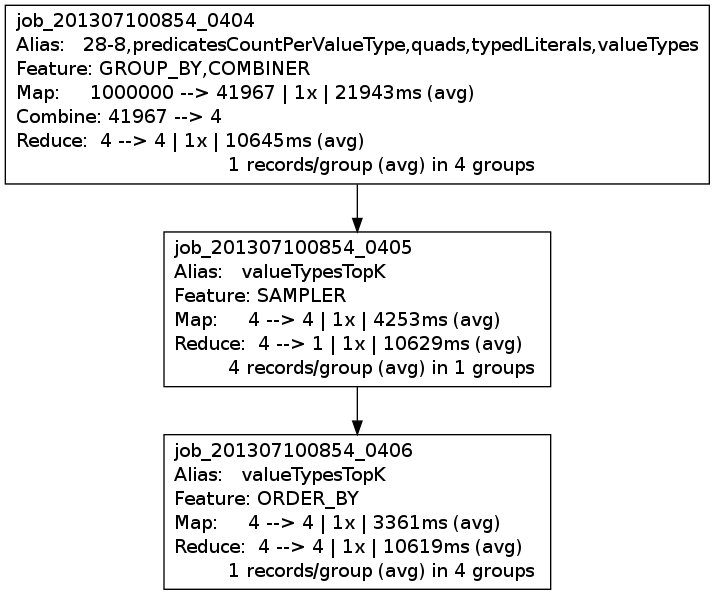 job_201307100854_0404
Alias:   28-8,predicatesCountPerValueType,quads,typedLiterals,valueTypes
Feature: GROUP_BY,COMBINER
Map:     1000000 --> 41967 | 1x | 21943ms (avg)
Combine: 41967 --> 4
Reduce:  4 --> 4 | 1x | 10645ms (avg)
1 records/group (avg) in 4 groups
job_201307100854_0405
Alias:   valueTypesTopK
Feature: SAMPLER
Map:     4 --> 4 | 1x | 4253ms (avg)
Reduce:  4 --> 1 | 1x | 10629ms (avg)
4 records/group (avg) in 1 groups
job_201307100854_0406
Alias:   valueTypesTopK
Feature: ORDER_BY
Map:     4 --> 4 | 1x | 3361ms (avg)
Reduce:  4 --> 4 | 1x | 10619ms (avg)
1 records/group (avg) in 4 groups